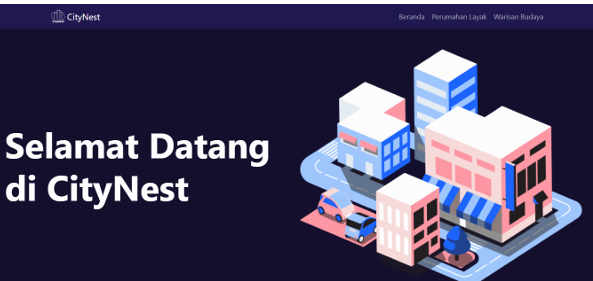 CityNest
Beranda Perumahan Layak Warisan Budaya
Selamat Datang
di CityNest